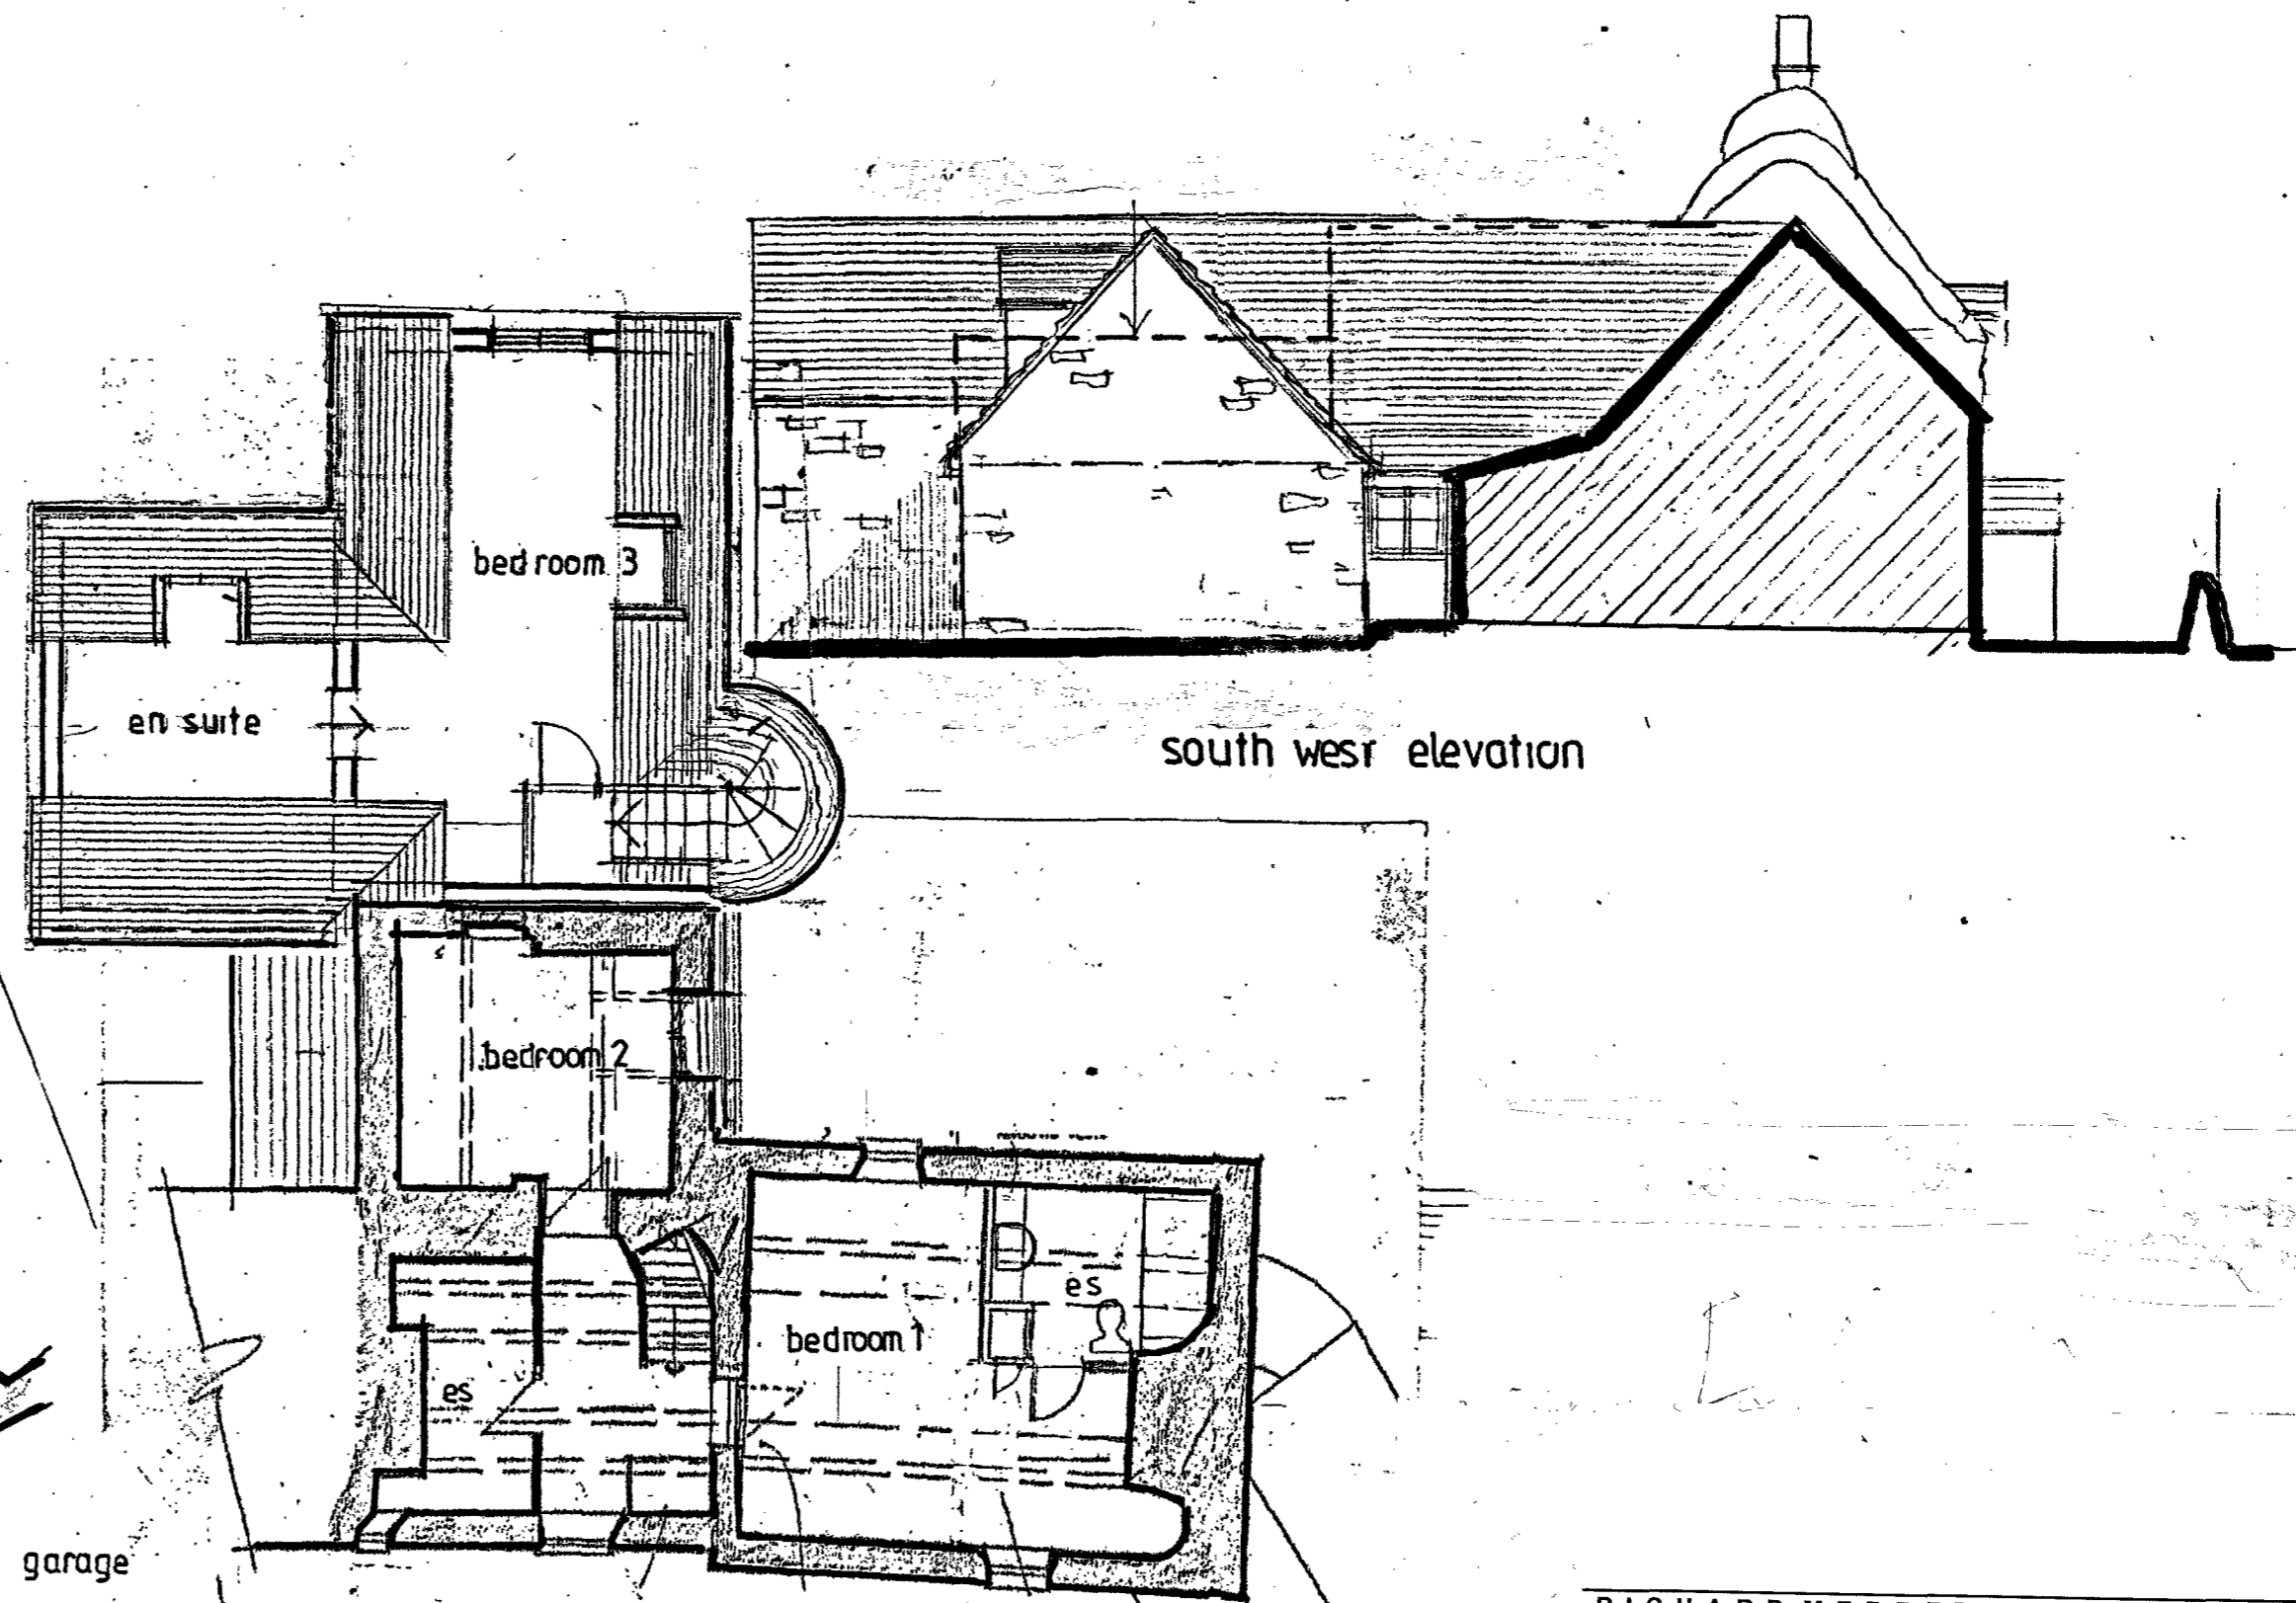 bedroom 3
en suite
south west elevation
bedroom 2
es
bedroom 1
es
garage